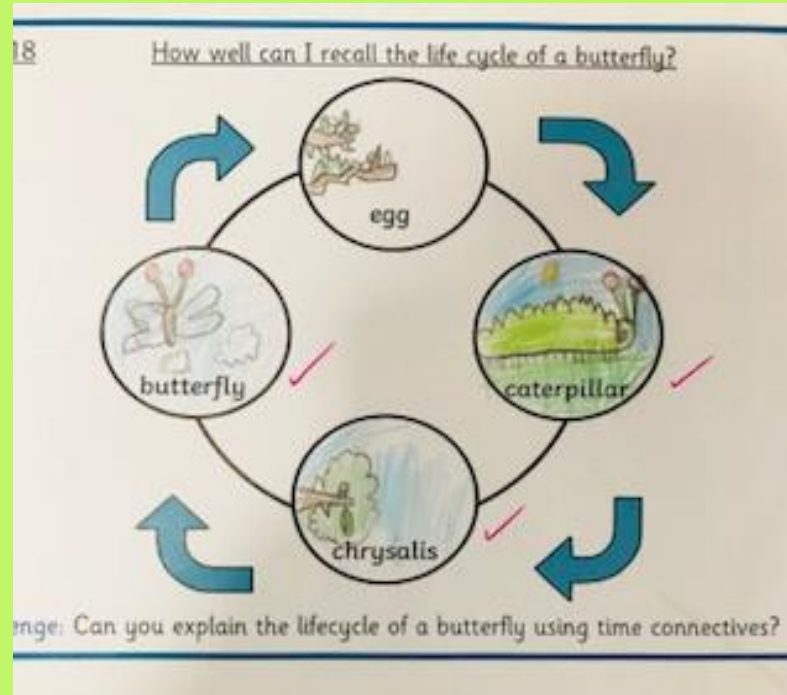 18 How well can I recall the life cycle of a butterfly?
egg
butterfly
caterpillar
chrysalis
enge: Can you explain the lifecycle of a butterfly using time connectives?